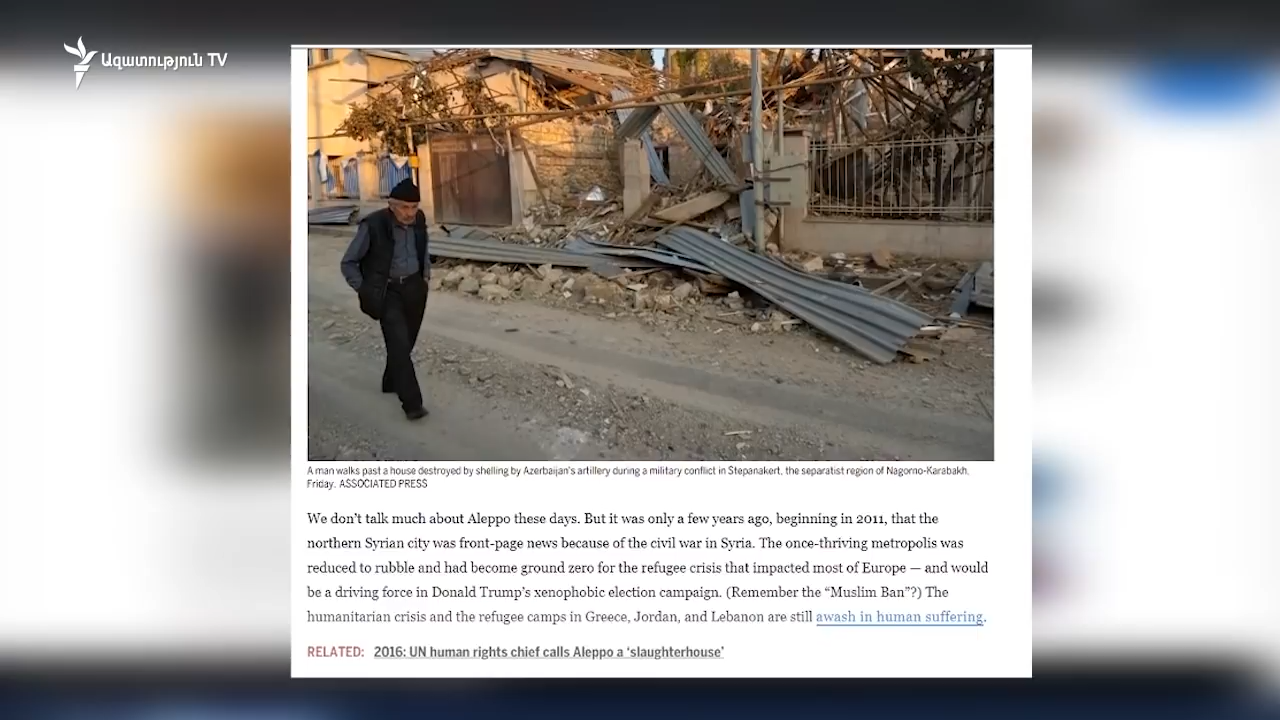 Ազատություն TV
A man walks past a house destroyed by shelling by Azerbaijan's artillery during a military conflict in Stepanakert, the separatist region of Nagorno-Karabakh,
Friday. ASSOCIATED PRESS
We don’t talk much about Aleppo these days. But it was only a few years ago, beginning in 2011, that the
northern Syrian city was front-page news because of the civil war in Syria. The once-thriving metropolis was
reduced to rubble and had become ground zero for the refugee crisis that impacted most of Europe — and would
be a driving force in Donald Trump’s xenophobic election campaign. (Remember the “Muslim Ban”?) The
humanitarian crisis and the refugee camps in Greece, Jordan, and Lebanon are still awash in human suffering.
RELATED: 2016: UN human rights chief calls Aleppo a ‘slaughterhouse’